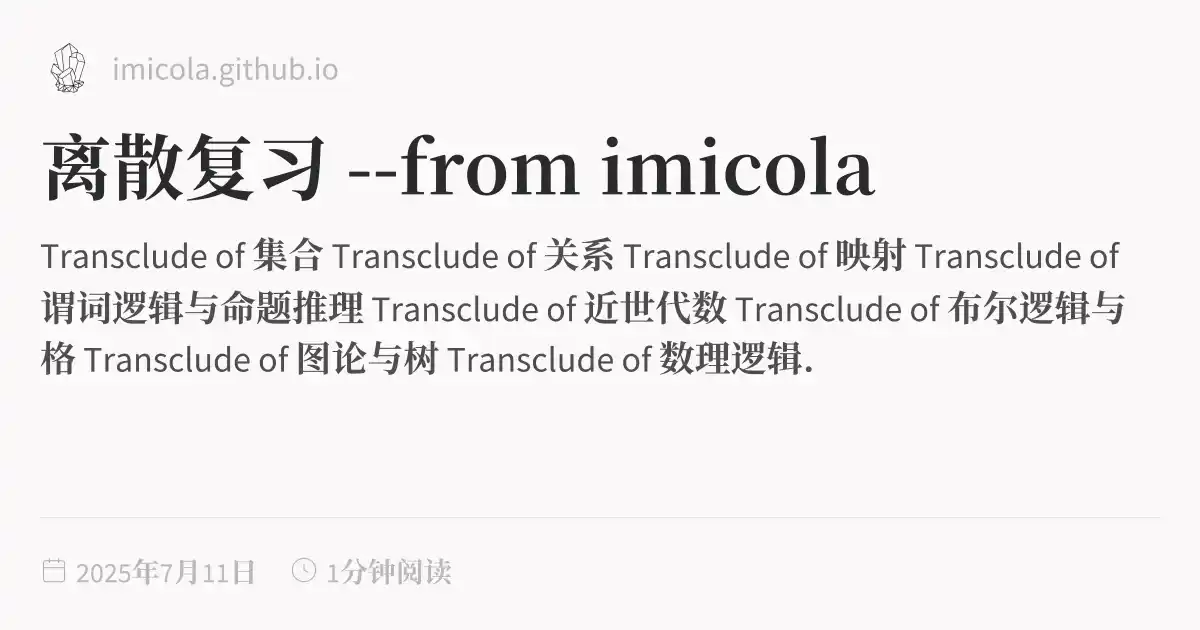 imicola.github.io
离散复习 --from imicola
Transclude of 集合 Transclude of 关系 Transclude of 映射 Transclude of
谓词逻辑与命题推理 Transclude of 近世代数 Transclude of 布尔逻辑与
格 Transclude of 图论与树 Transclude of 数理逻辑.
2025年7月11日 1分钟阅读